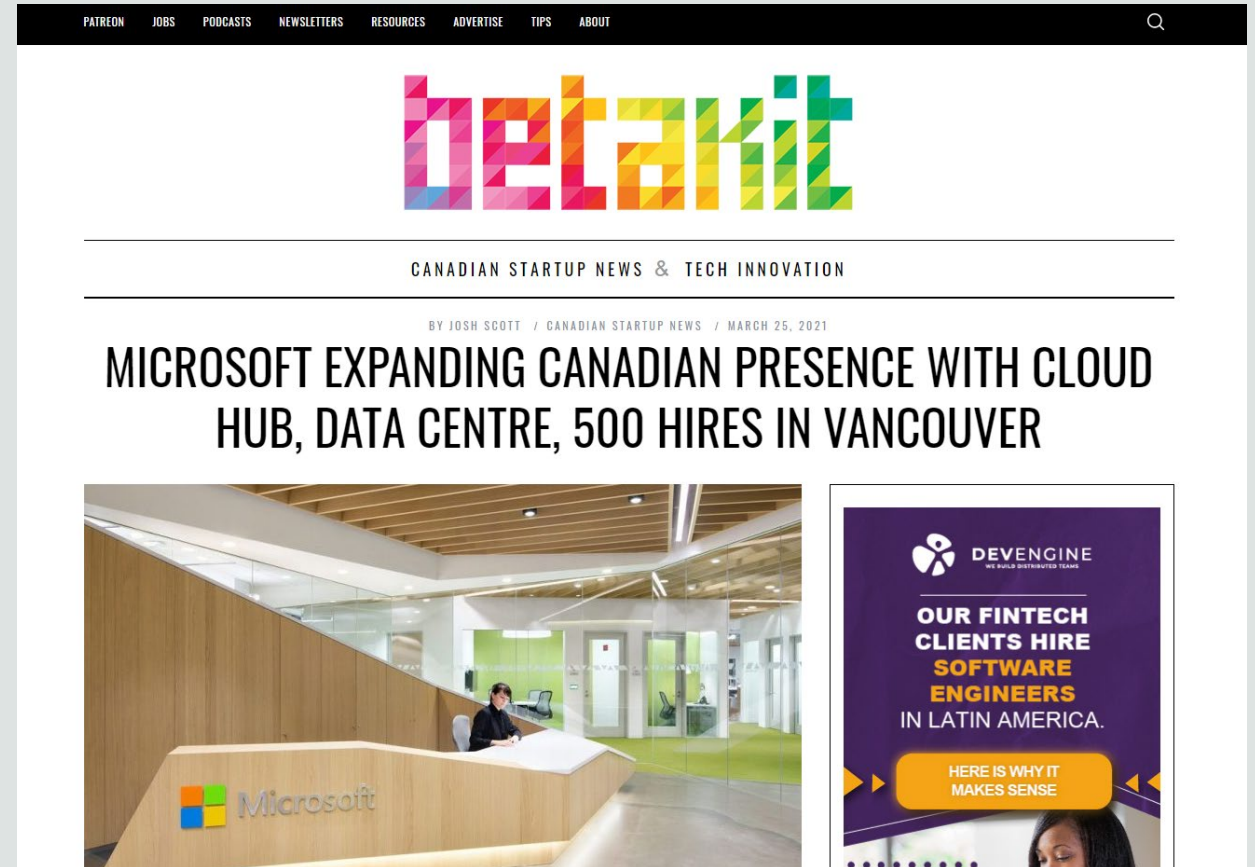 PATREON JOBS PODCASTS NEWSLETTERS RESOURCES ADVERTISE TIPS ABOUT
betakit
CANADIAN STARTUP NEWS & TECH INNOVATION
BY JOSH SCOTT / CANADIAN STARTUP NEWS / MARCH 25, 2021
MICROSOFT EXPANDING CANADIAN PRESENCE WITH CLOUD
HUB, DATA CENTRE, 500 HIRES IN VANCOUVER
Microsoft
DEVENGINE
WE BUILD DISTRIBUTED TEAMS
OUR FINTECH
CLIENTS HIRE
SOFTWARE
ENGINEERS
IN LATIN AMERICA.
HERE IS WHY IT
MAKES SENSE